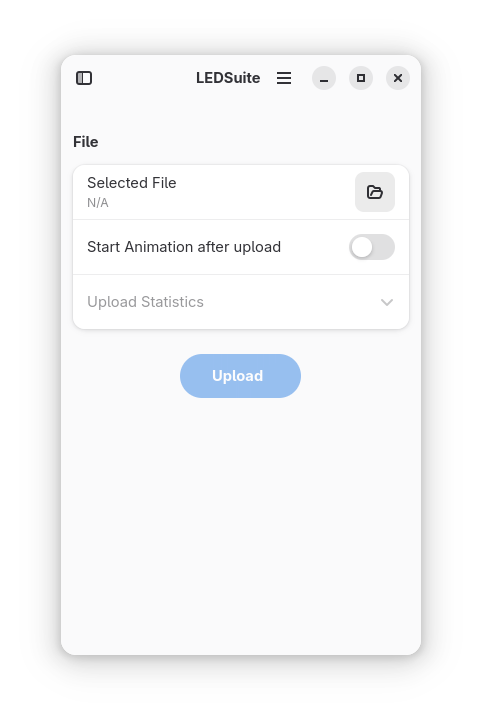 LEDSuite
File
Selected File
N/A
Start Animation after upload
Upload Statistics
Upload